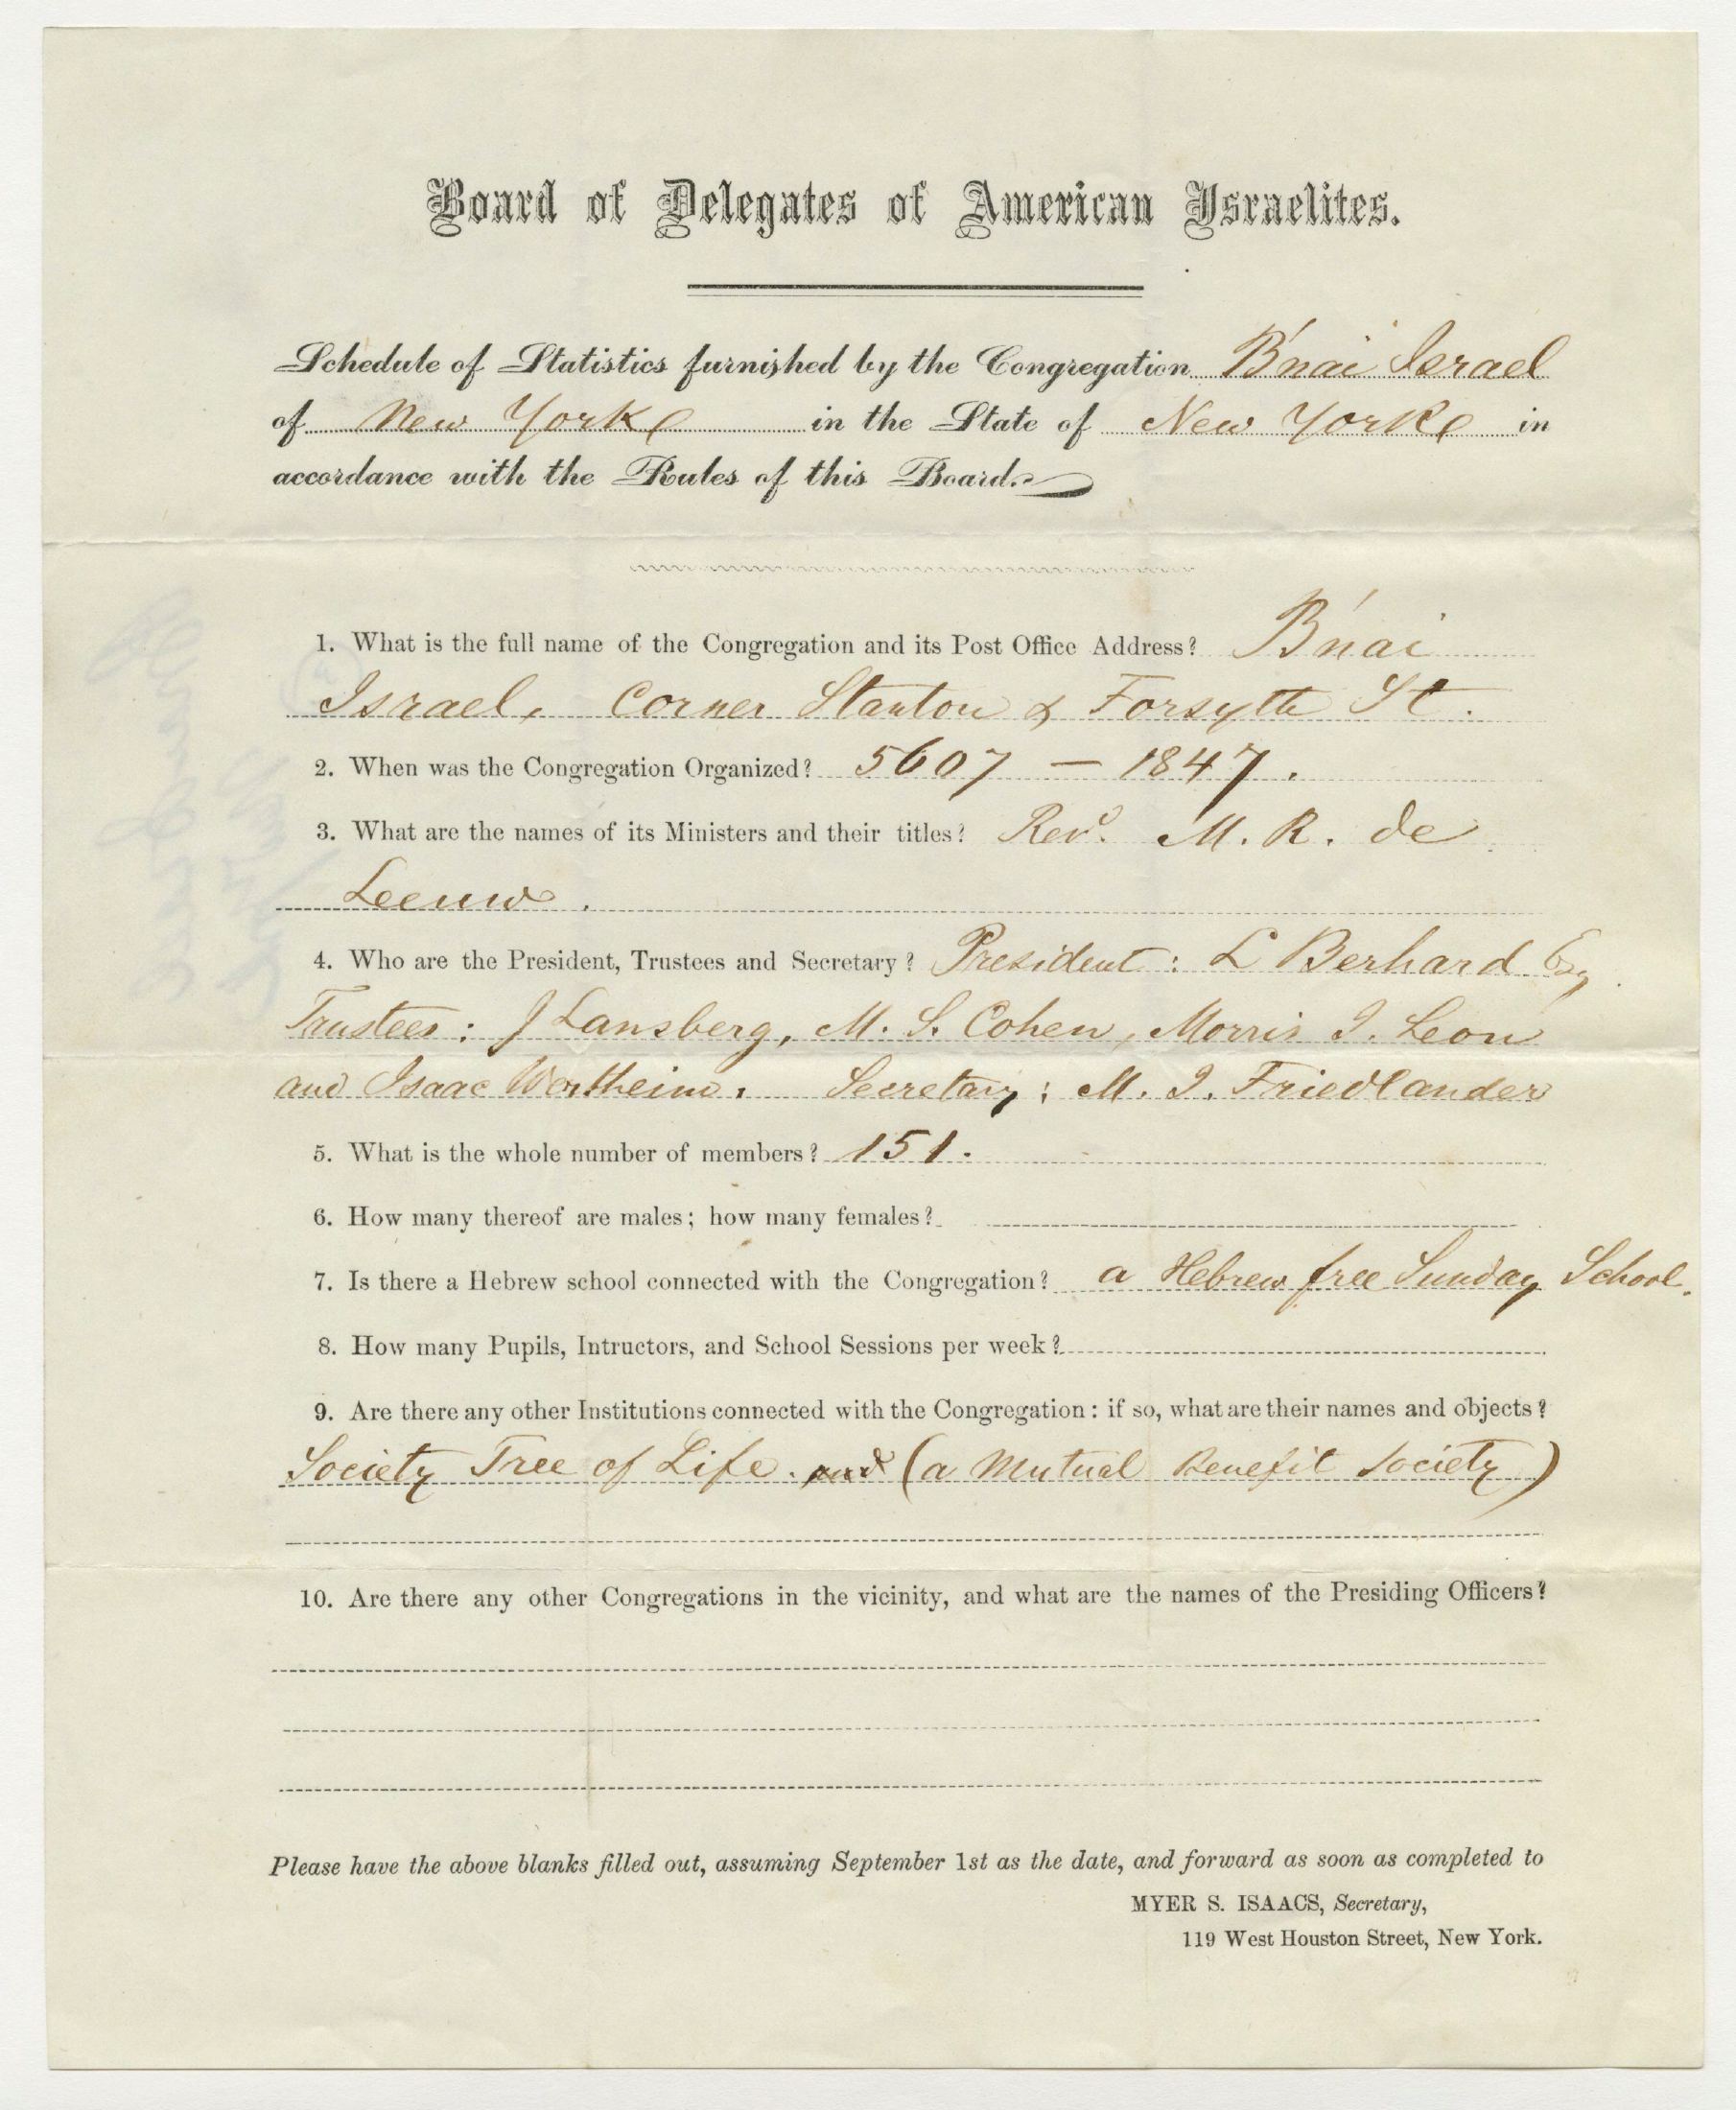 Board of Delegates of American Israelites.
Schedule of Statistics furnished by the Congregation B'nai Israel
of New York in the State of New York in
accordance with the Rules of this Board.
1. What is the full name of the Congregation and its Post Office Address? B'nai
Israel, Corner Stanton & Forsyth St.
2. When was the Congregation Organized? 5607 — 1847.
3. What are the names of its Ministers and their titles? Revd. M. R. de
Leeuw.
4. Who are the President, Trustees and Secretary? President: L Berhard Esq
Trustees: J Lansberg, M. S. Cohen, Morris J. Leon
and Isaac Wertheim. Secretary: M. J. Friedlander
5. What is the whole number of members? 151.
6. How many thereof are males; how many females?
7. Is there a Hebrew school connected with the Congregation? a Hebrew free Sunday School.
8. How many Pupils, Intructors, and School Sessions per week?
9. Are there any other Institutions connected with the Congregation: if so, what are their names and objects?
Society Tree of Life. and (a Mutual Benefit Society)
10. Are there any other Congregations in the vicinity, and what are the names of the Presiding Officers?
Please have the above blanks filled out, assuming September 1st as the date, and forward as soon as completed to
MYER S. ISAACS, Secretary,
119 West Houston Street, New York.